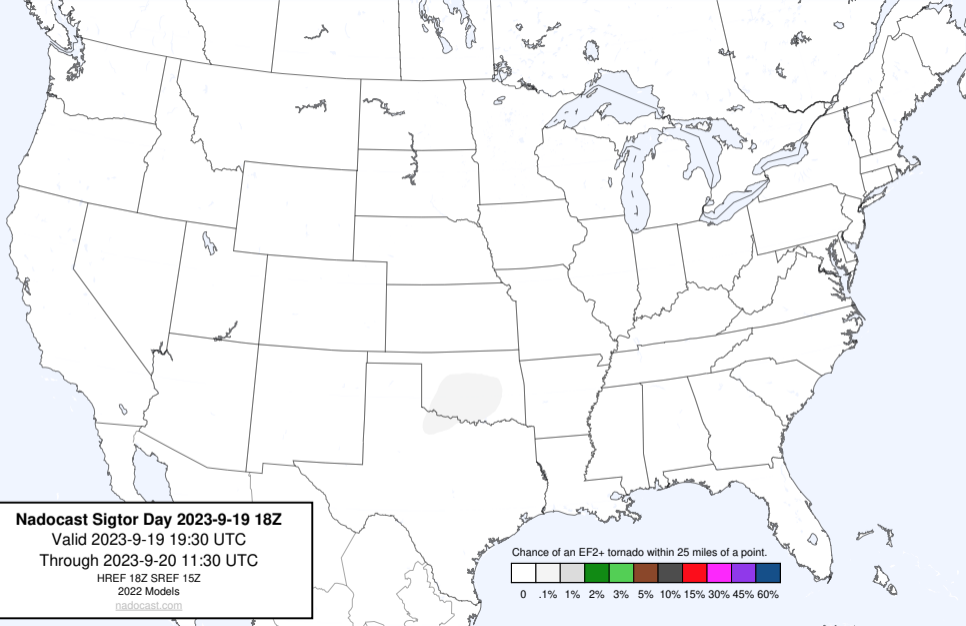 Nadocast Sigtor Day 2023-9-19 18Z
Valid 2023-9-19 19:30 UTC
Through 2023-9-20 11:30 UTC
HREF 18Z SREF 15Z
2022 Models
nadocast.com
Chance of an EF2+ tornado within 25 miles of a point.
0 .1% 1% 2% 3% 5% 10% 15% 30% 45% 60%